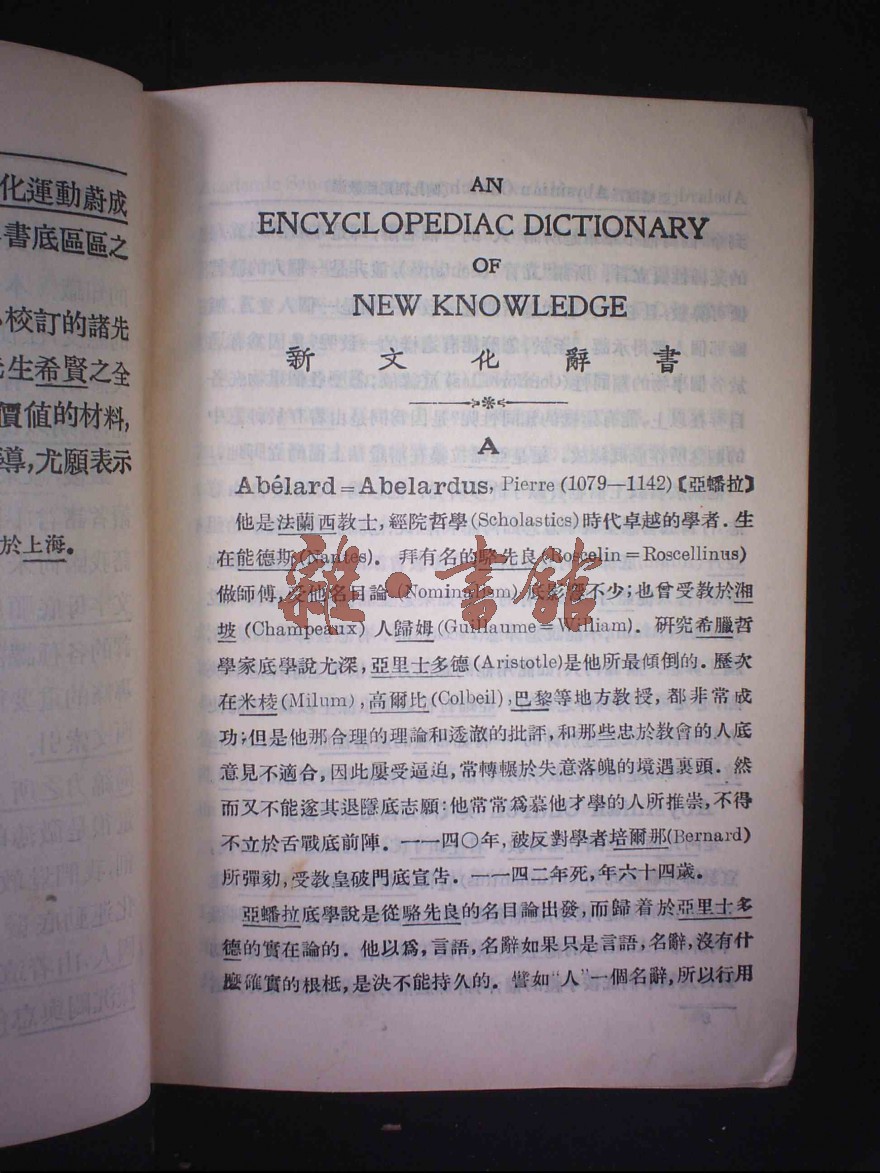 化運動蔚成
書底區區之
校訂的諸先
生希賢之全
價値的材料,
導,尤願表示
於上海。
AN
ENCYCLOPEDIAC DICTIONARY
OF
NEW KNOWLEDGE
新文化辭書
A
Abélard=Abelardus, Pierre (1079—1142)【亞蟠拉】
他是法蘭西敎士,經院哲學(Scholastics)時代卓越的學者. 生
在能德斯(Nantes). 拜有名的駱先良(Roscelin=Roscellinus)
做師傅,受他名目論(Nominalism)底影響不少;也曾受敎於湘
坡(Champeaux)人歸姆(Guillaume=William). 硏究希臘哲
學家底學說尤深,亞里士多德(Aristotle)是他所最傾倒的. 歷次
在米棱(Milum),高爾比(Colbeil),巴黎等地方敎授,都非常成
功;但是他那合理的理論和透澈的批評,和那些忠於敎會的人底
意見不適合,因此屢受逼迫,常轉輾於失意落魄的境遇裏頭. 然
而又不能遂其退隱底志願:他常常爲慕他才學的人所推崇,不得
不立於舌戰底前陣. 一一四〇年,被反對學者培爾那(Bernard)
所彈劾,受敎皇破門底宣告. 一一四二年死,年六十四歲.
亞蟠拉底學說是從駱先良的名目論出發,而歸着於亞里士多
德的實在論的. 他以爲,言語,名辭如果只是言語,名辭,沒有什
麼確實的根柢,是決不能持久的. 譬如“人”一個名辭,所以行用
雜·書館